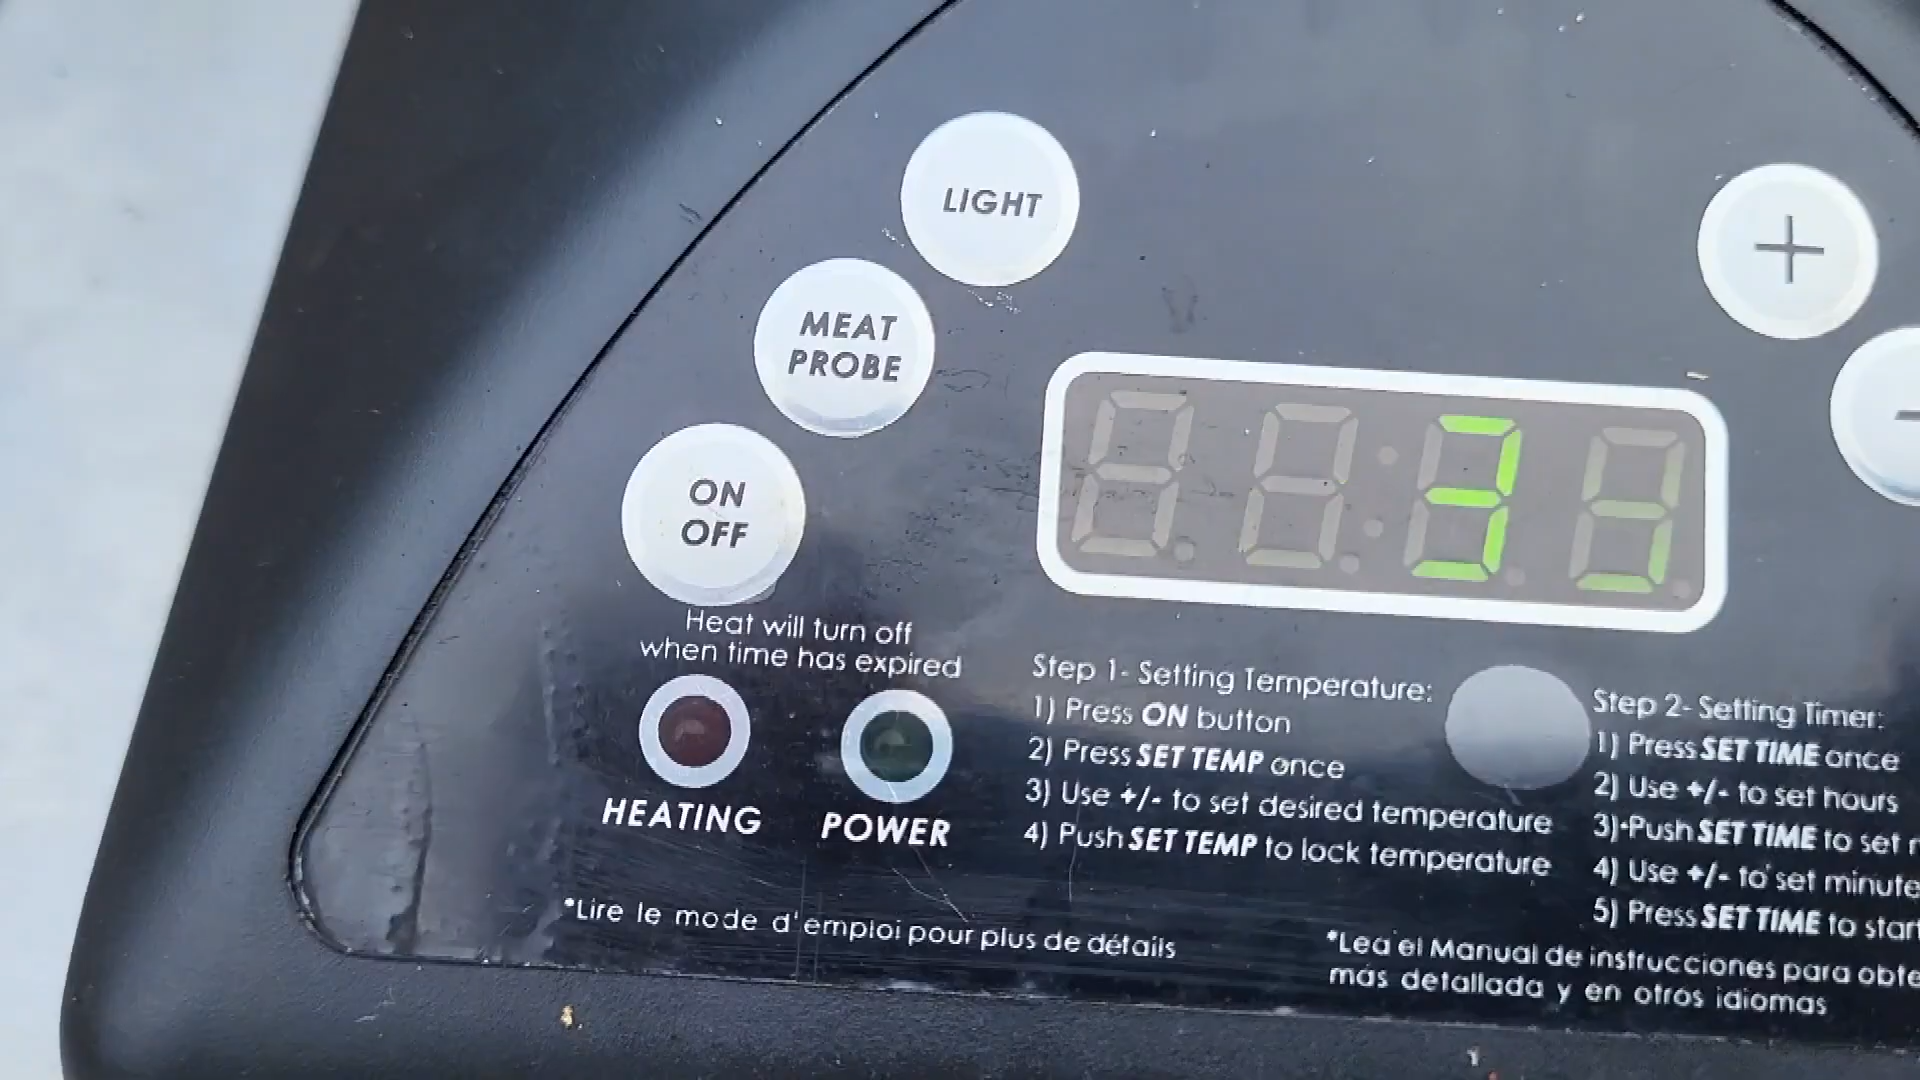 LIGHT
+
MEAT
PROBE
ON
OFF
-
3
Heat will turn off
when time has expired
HEATING
POWER
Step 1- Setting Temperature:
1) Press ON button
2) Press SET TEMP once
3) Use +/- to set desired temperature
4) Push SET TEMP to lock temperature
Step 2- Setting Timer:
1) Press SET TIME once
2) Use +/- to set hours
3) Push SET TIME to set
4) Use +/- to set minute
5) Press SET TIME to start
*Lire le mode d'emploi pour plus de détails
*Lea el Manual de instrucciones para
más detallada y en otros idiomas